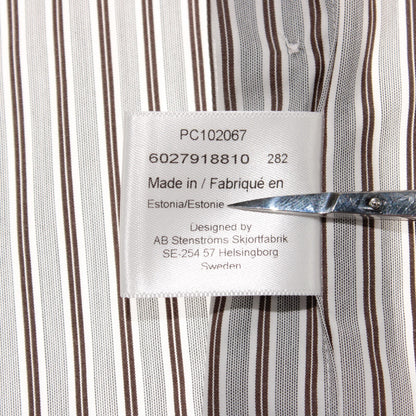 PC102067
6027918810 282
Made in / Fabriqué en
Estonia/Estonie
Designed by
AB Stenströms Skjortfabrik
SE-254 57 Helsingborg
Sweden